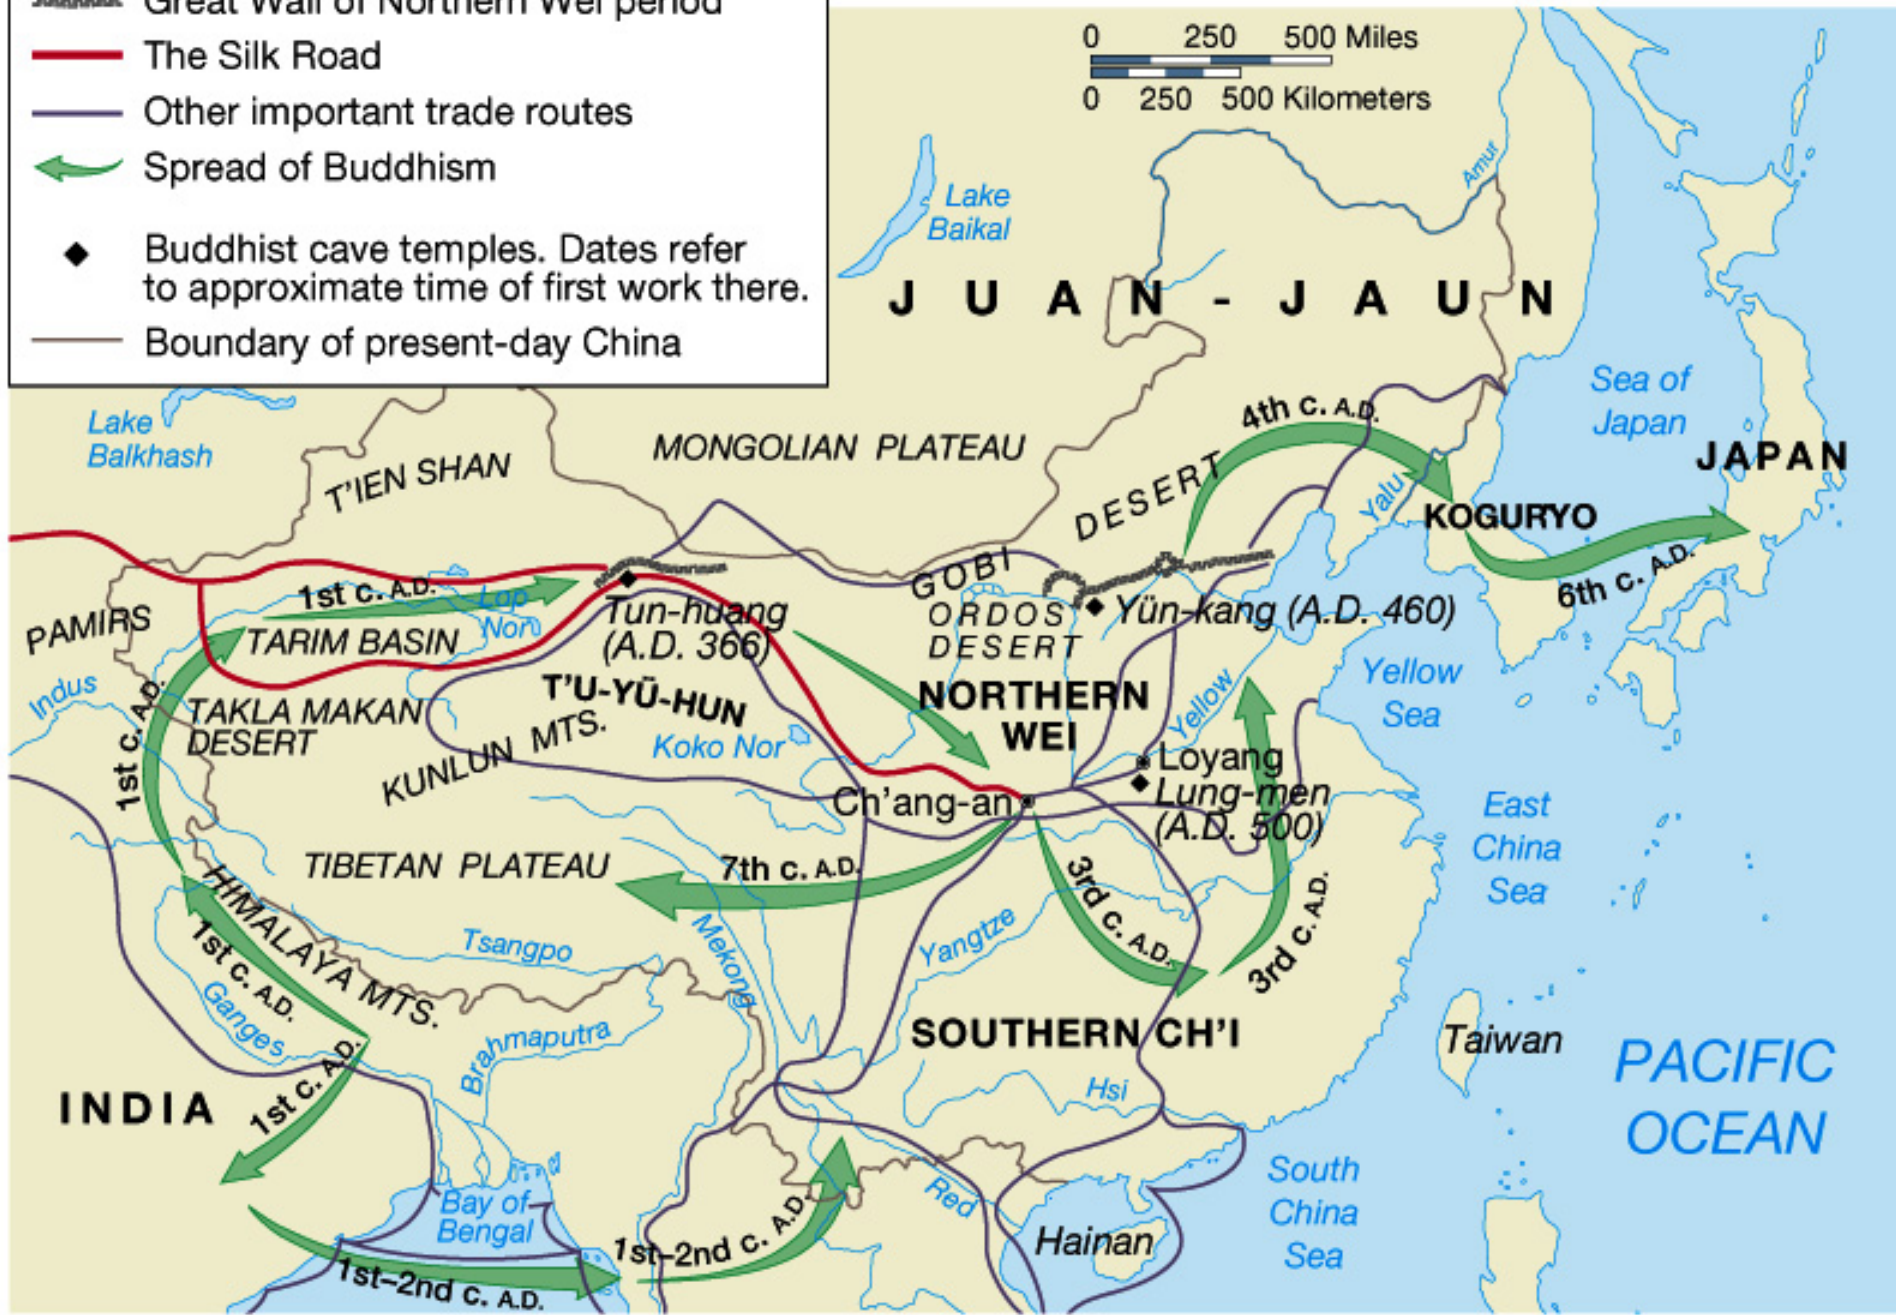 Great Wall of Northern Wei period
The Silk Road
Other important trade routes
Spread of Buddhism
Buddhist cave temples. Dates refer
to approximate time of first work there.
Boundary of present-day China
0 250 500 Miles
0 250 500 Kilometers
Amur
Lake
Baikal
JUAN-JAUN
Lake
Balkhash
T'IEN SHAN
MONGOLIAN PLATEAU
4th c. A.D.
Sea of
Japan
JAPAN
GOBI DESERT
Yalu
KOGURYO
6th c. A.D.
PAMIRS
1st c. A.D.
Lop
Nor
TARIM BASIN
Tun-huang
(A.D. 366)
ORDOS
DESERT
Yün-kang (A.D. 460)
Indus
1st c. A.D.
TAKLA MAKAN
DESERT
T'U-YÜ-HUN
KUNLUN MTS.
Koko Nor
NORTHERN
WEI
Yellow
Yellow
Sea
Ch'ang-an
Loyang
Lung-men
(A.D. 500)
East
China
Sea
TIBETAN PLATEAU
7th c. A.D.
3rd c. A.D.
3rd c. A.D.
HIMALAYA MTS.
1st c. A.D.
Tsangpo
Mekong
Yangtze
Ganges
Brahmaputra
SOUTHERN CH'I
Taiwan
PACIFIC
OCEAN
INDIA
1st c. A.D.
Hsi
Bay of
Bengal
Red
Hainan
South
China
Sea
1st–2nd c. A.D.
1st–2nd c. A.D.